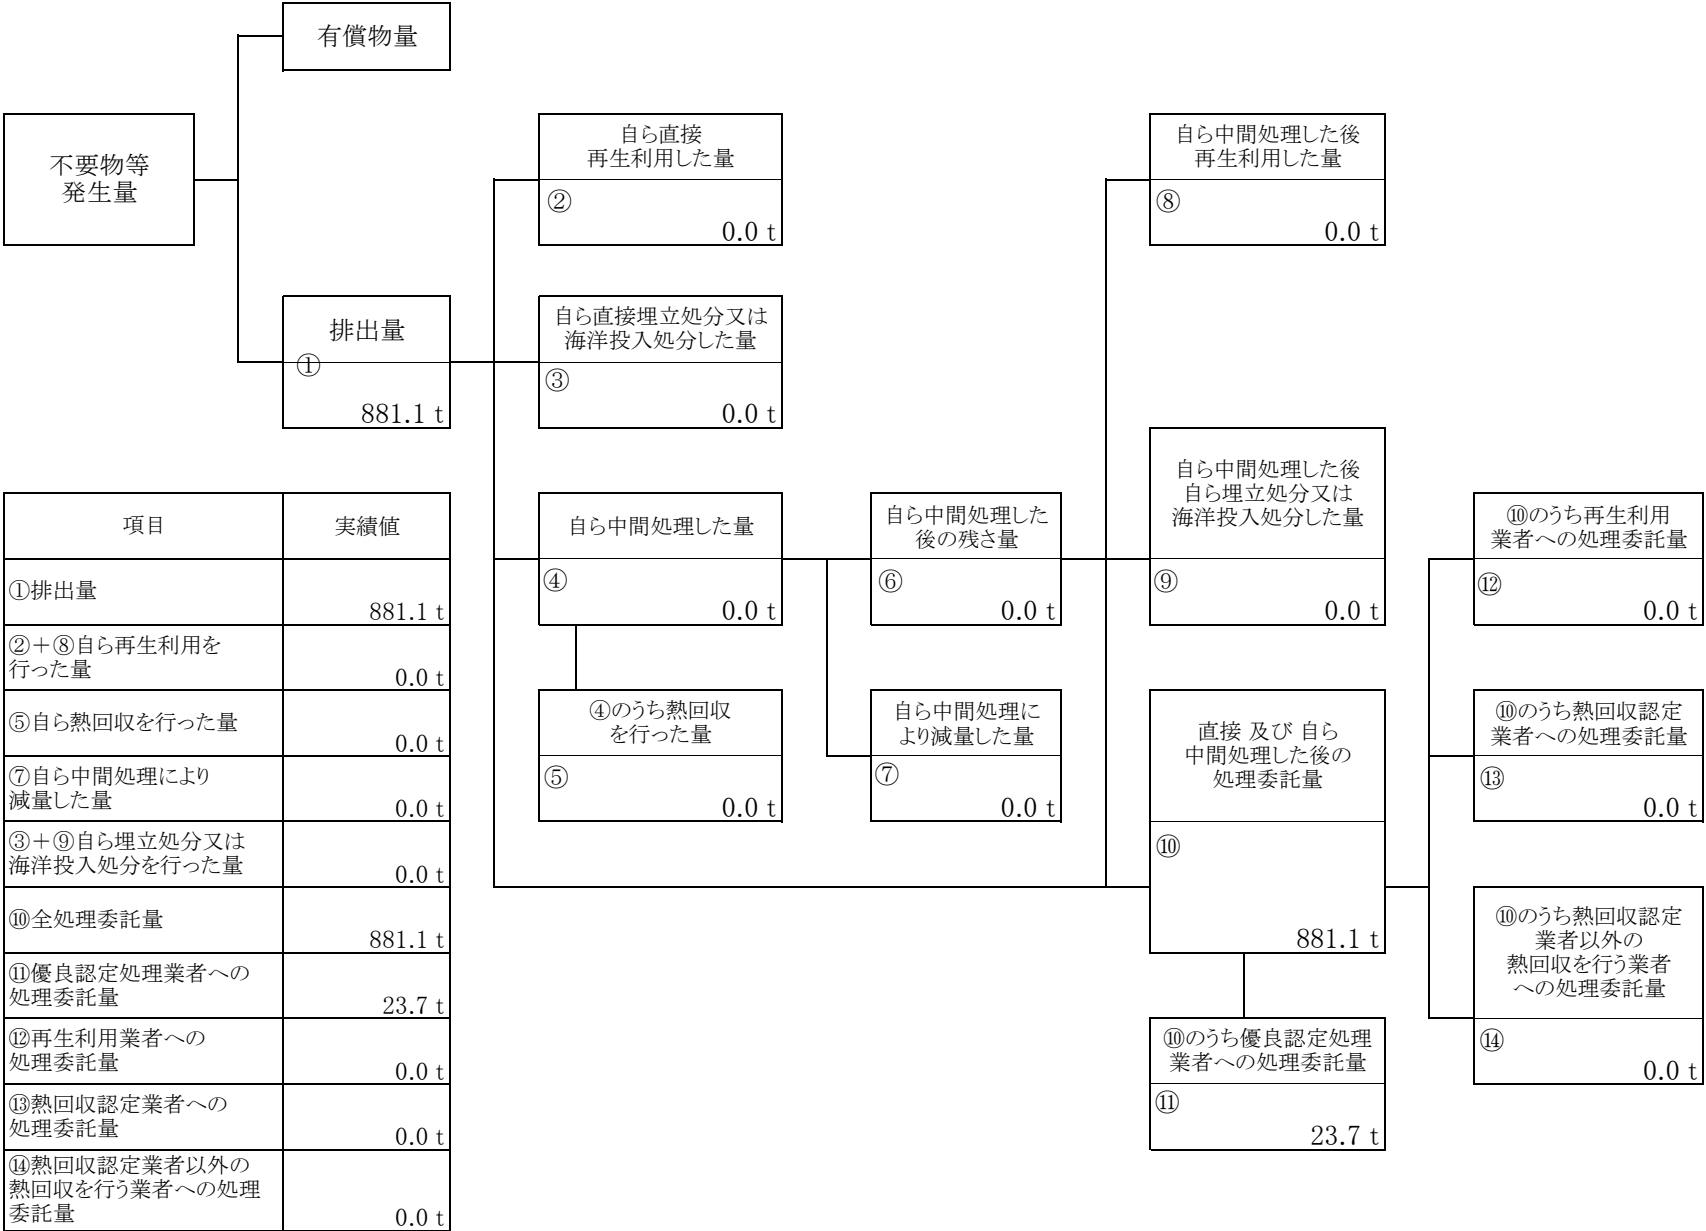 有償物量
不要物等
発生量
自ら直接
再生利用した量
②
0.0 t
自ら中間処理した後
再生利用した量
⑧
0.0 t
排出量
①
881.1 t
自ら直接埋立処分又は
海洋投入処分した量
③
0.0 t
自ら中間処理した量
④
0.0 t
自ら中間処理した
後の残さ量
⑥
0.0 t
自ら中間処理した後
自ら埋立処分又は
海洋投入処分した量
⑨
0.0 t
⑩のうち再生利用
業者への処理委託量
⑫
0.0 t
④のうち熱回収
を行った量
⑤
0.0 t
自ら中間処理に
より減量した量
⑦
0.0 t
直接 及び 自ら
中間処理した後の
処理委託量
⑩
881.1 t
⑩のうち熱回収認定
業者への処理委託量
⑬
0.0 t
⑩のうち熱回収認定
業者以外の
熱回収を行う業者
への処理委託量
⑭
0.0 t
⑩のうち優良認定処理
業者への処理委託量
⑪
23.7 t
項目 実績値
①排出量
881.1 t
②＋⑧自ら再生利用を
行った量
0.0 t
⑤自ら熱回収を行った量
0.0 t
⑦自ら中間処理により
減量した量
0.0 t
③＋⑨自ら埋立処分又は
海洋投入処分を行った量
0.0 t
⑩全処理委託量
881.1 t
⑪優良認定処理業者への
処理委託量
23.7 t
⑫再生利用業者への
処理委託量
0.0 t
⑬熱回収認定業者への
処理委託量
0.0 t
⑭熱回収認定業者以外の
熱回収を行う業者への処理
委託量
0.0 t